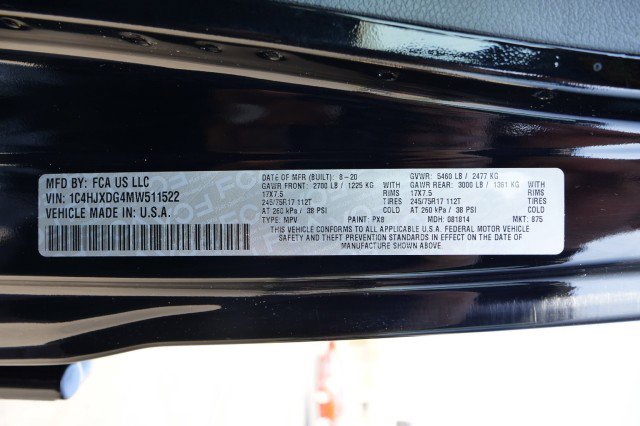 MFD BY: FCA US LLC
VIN: 1C4HJXDG4MW511522
VEHICLE MADE IN U.S.A.
DATE OF MFR (BUILT): 8-20 GVWR: 5460 LB / 2477 KG
GAWR FRONT: 2700 LB / 1225 KG WITH GAWR REAR: 3000 LB / 1361 KG WITH
17X7.5 RIMS 17X7.5 RIMS
245/75R17 112T TIRES 245/75R17 112T TIRES
AT 260 kPa / 38 PSI COLD AT 260 kPa / 38 PSI COLD
TYPE: MPV PAINT: PX8 MDH: 081814 MKT: 875
THIS VEHICLE CONFORMS TO ALL APPLICABLE U.S.A. FEDERAL MOTOR VEHICLE
SAFETY AND THEFT PREVENTION STANDARDS IN EFFECT ON THE DATE OF
MANUFACTURE SHOWN ABOVE.